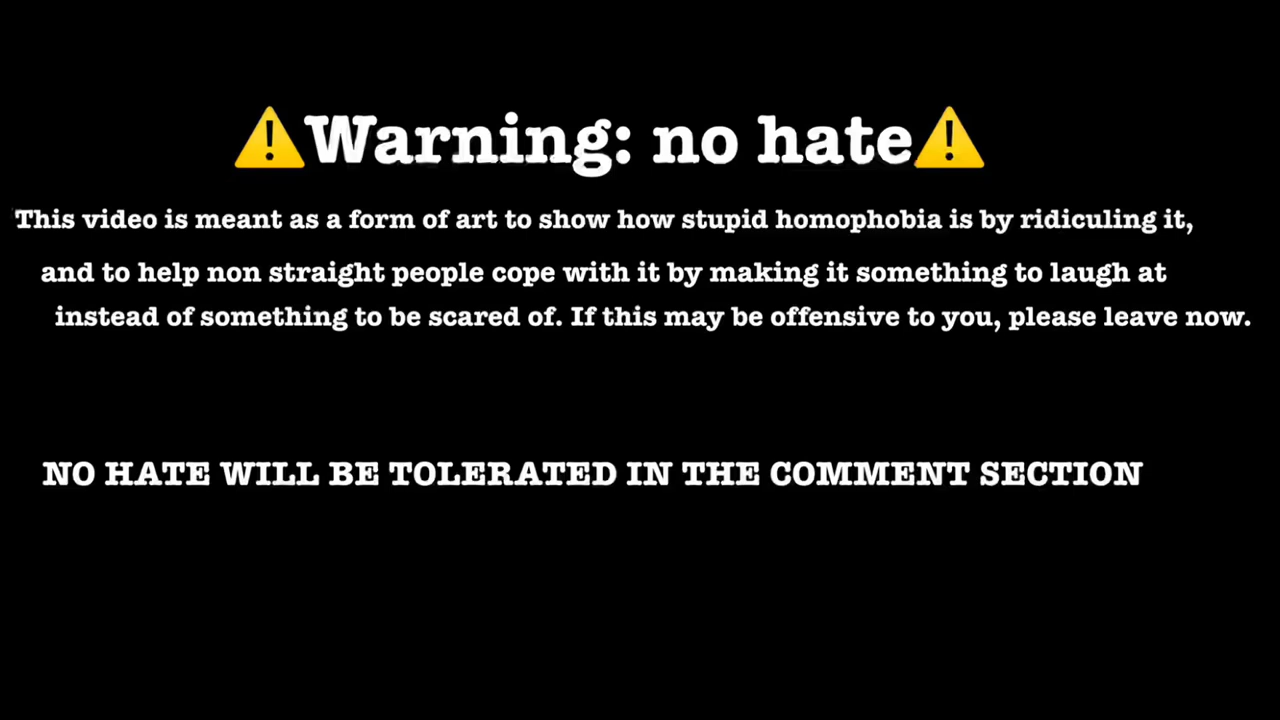 ⚠️Warning: no hate⚠️
This video is meant as a form of art to show how stupid homophobia is by ridiculing it,
and to help non straight people cope with it by making it something to laugh at
instead of something to be scared of. If this may be offensive to you, please leave now.
NO HATE WILL BE TOLERATED IN THE COMMENT SECTION